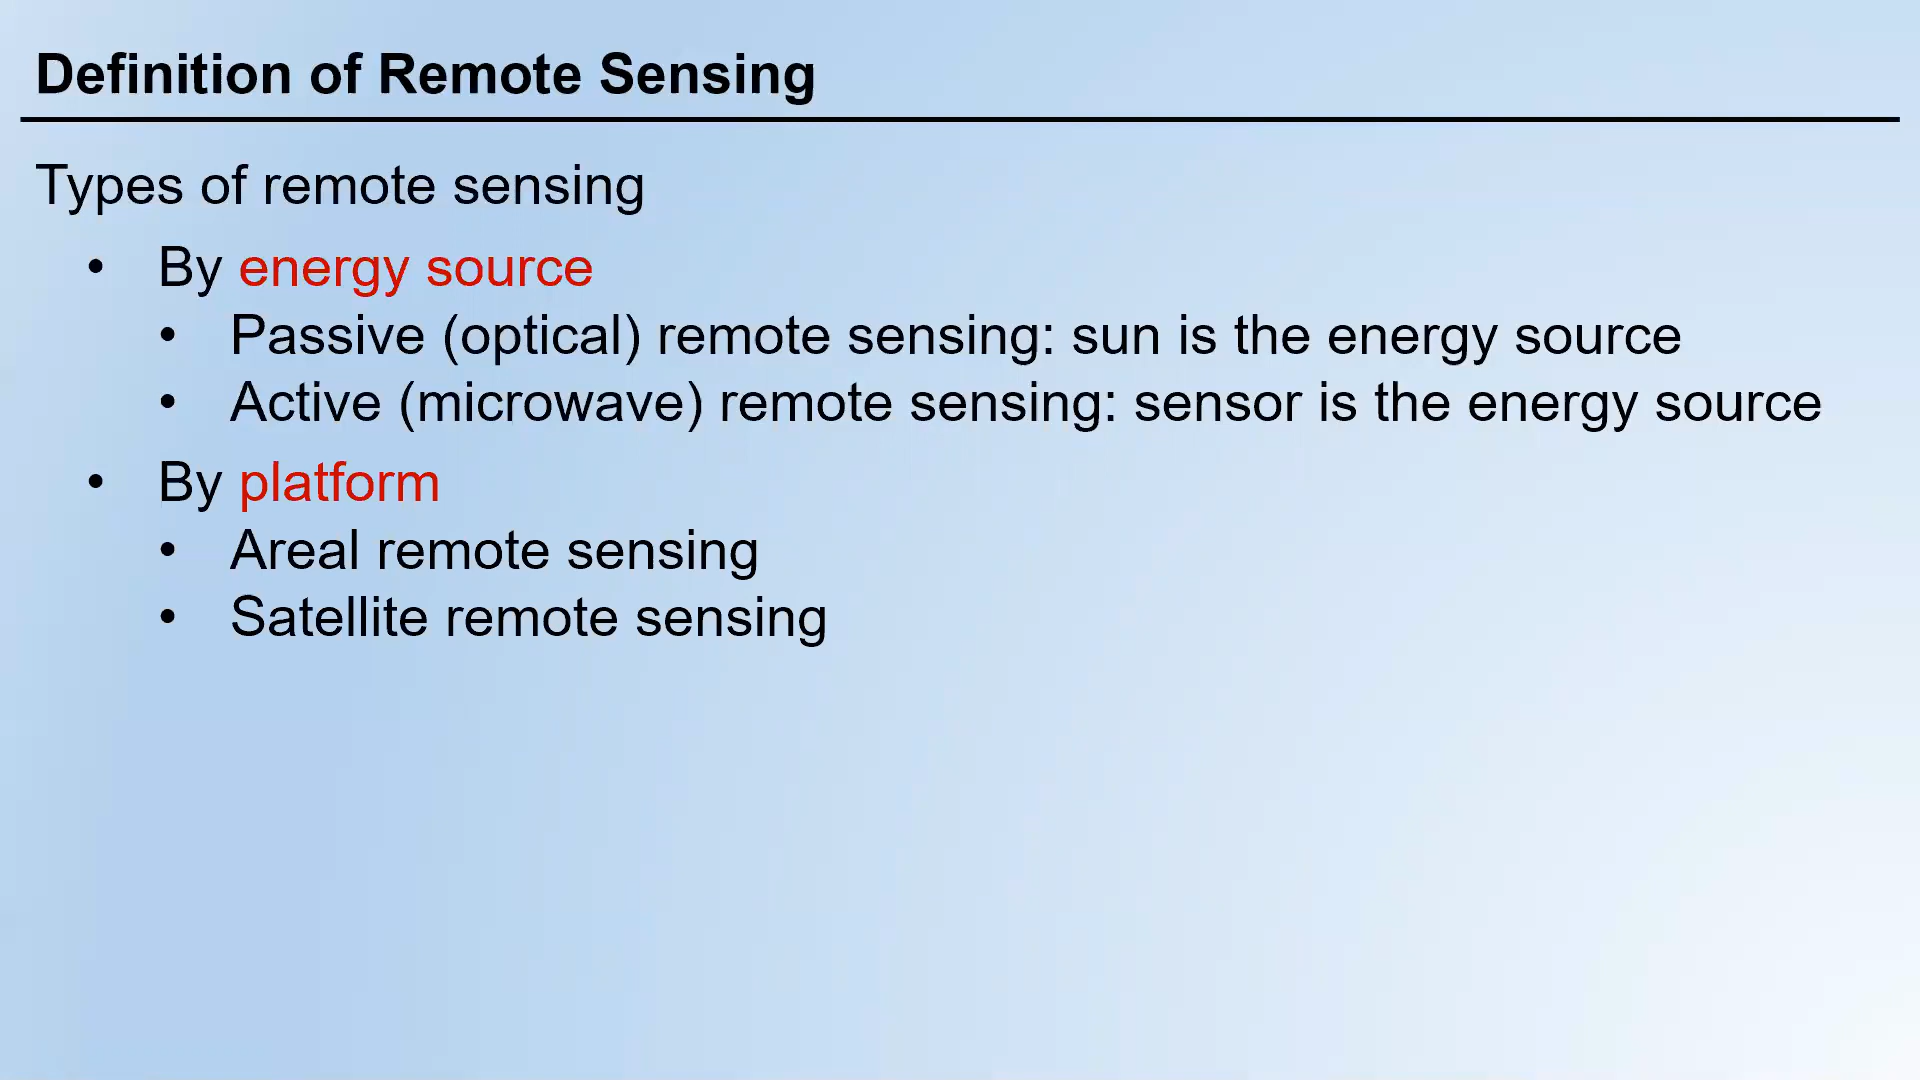 Definition of Remote Sensing
Types of remote sensing
• By energy source
• Passive (optical) remote sensing: sun is the energy source
• Active (microwave) remote sensing: sensor is the energy source
• By platform
• Areal remote sensing
• Satellite remote sensing